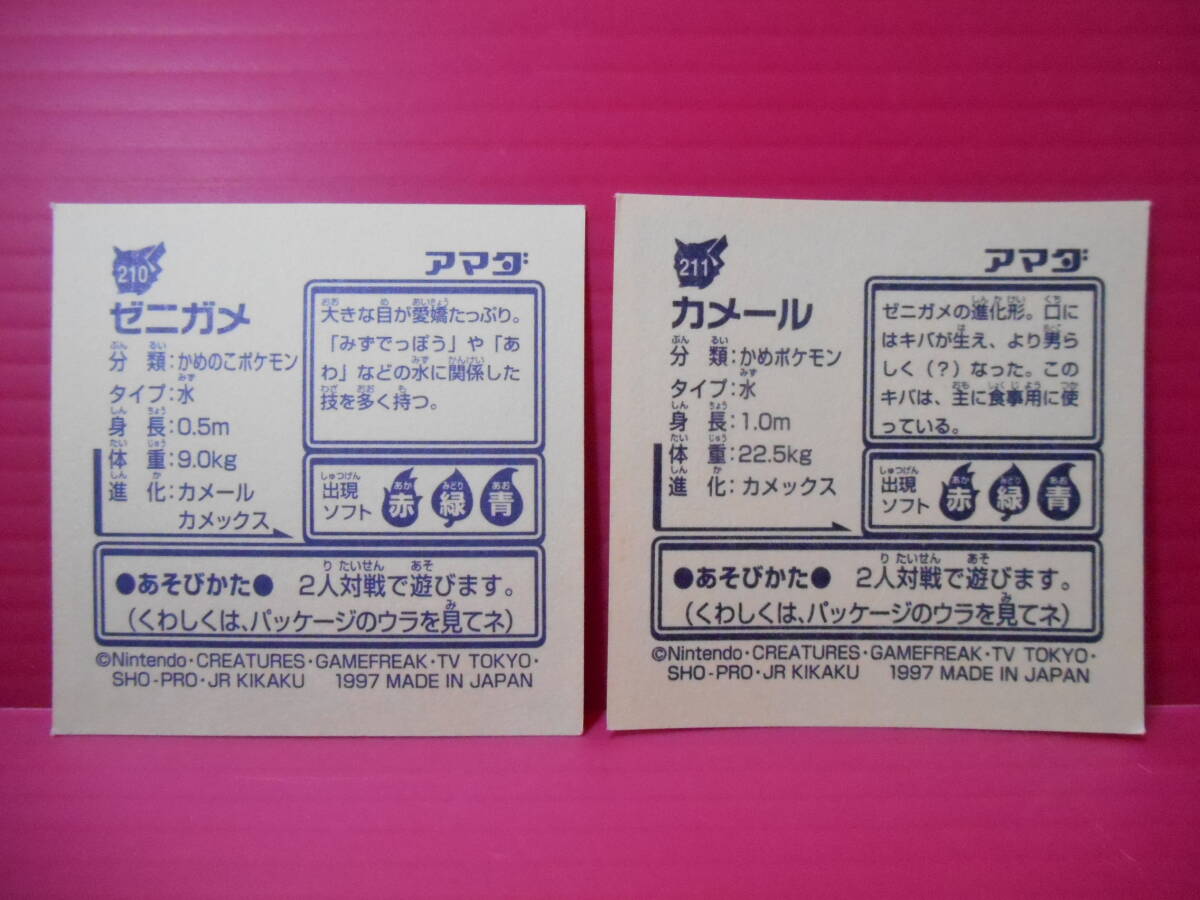 210
アマダ
ゼニガメ
分類:かめのこポケモン
タイプ:水
身長:0.5m
体重:9.0kg
進化:カメール
カメックス
大きな目が愛嬌たっぷり。
「みずでっぽう」や「あ
わ」などの水に関係した
技を多く持つ。
出現
ソフト
赤 緑 青
●あそびかた● 2人対戦で遊びます。
(くわしくは、パッケージのウラを見てネ)
©Nintendo・CREATURES・GAMEFREAK・TV TOKYO・
SHO-PRO・JR KIKAKU 1997 MADE IN JAPAN
211
アマダ
カメール
分類:かめポケモン
タイプ:水
身長:1.0m
体重:22.5kg
進化:カメックス
ゼニガメの進化形。口に
はキバが生え、より男ら
しく(?)なった。この
キバは、主に食事用に使
っている。
出現
ソフト
赤 緑 青
●あそびかた● 2人対戦で遊びます。
(くわしくは、パッケージのウラを見てネ)
©Nintendo・CREATURES・GAMEFREAK・TV TOKYO・
SHO-PRO・JR KIKAKU 1997 MADE IN JAPAN